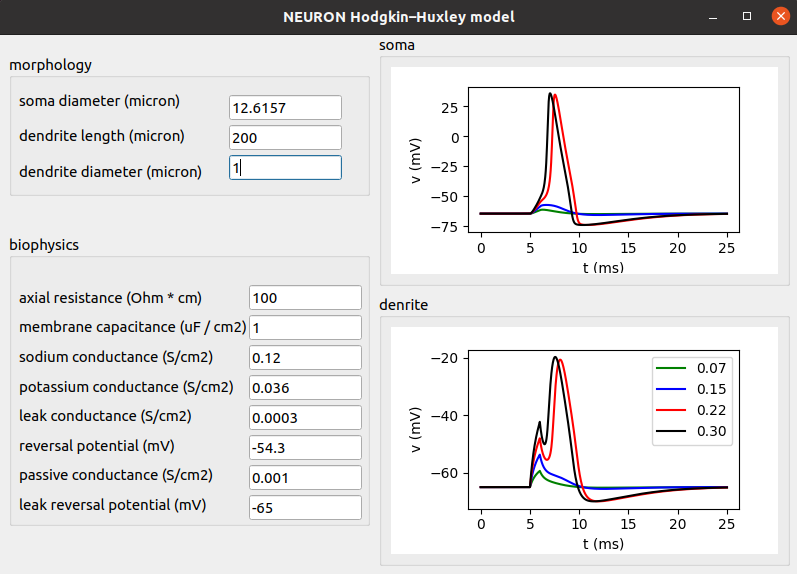 NEURON Hodgkin–Huxley model
morphology
soma diameter (micron) 12.6157
dendrite length (micron) 200
dendrite diameter (micron) 1
biophysics
axial resistance (Ohm * cm) 100
membrane capacitance (uF / cm2) 1
sodium conductance (S/cm2) 0.12
potassium conductance (S/cm2) 0.036
leak conductance (S/cm2) 0.0003
reversal potential (mV) -54.3
passive conductance (S/cm2) 0.001
leak reversal potential (mV) -65
soma
v (mV)
25
0
−25
−50
−75
0 5 10 15 20 25
t (ms)
denrite
v (mV)
−20
−40
−60
0.07
0.15
0.22
0.30
0 5 10 15 20 25
t (ms)